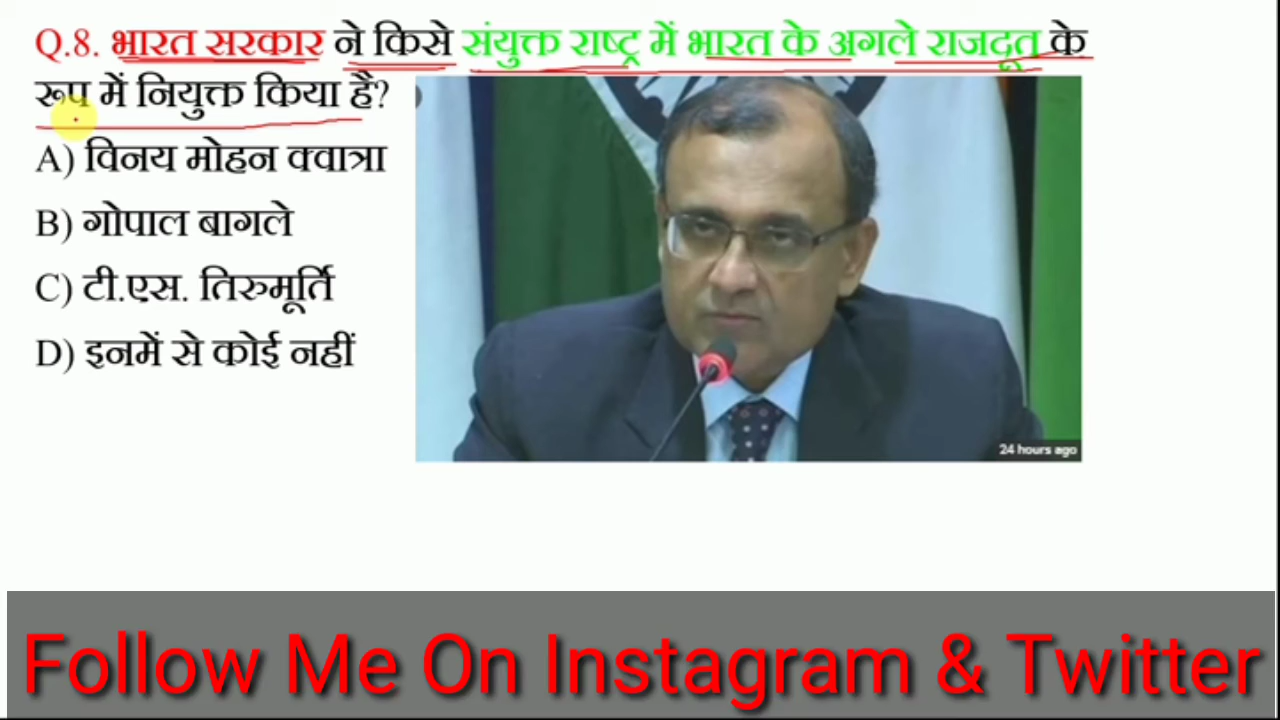 Q.8. भारत सरकार ने किसे संयुक्त राष्ट्र में भारत के अगले राजदूत के
रूप में नियुक्त किया है?
A) विनय मोहन क्वात्रा
B) गोपाल बागले
C) टी.एस. तिरुमूर्ति
D) इनमें से कोई नहीं
24 hours ago
Follow Me On Instagram & Twitter